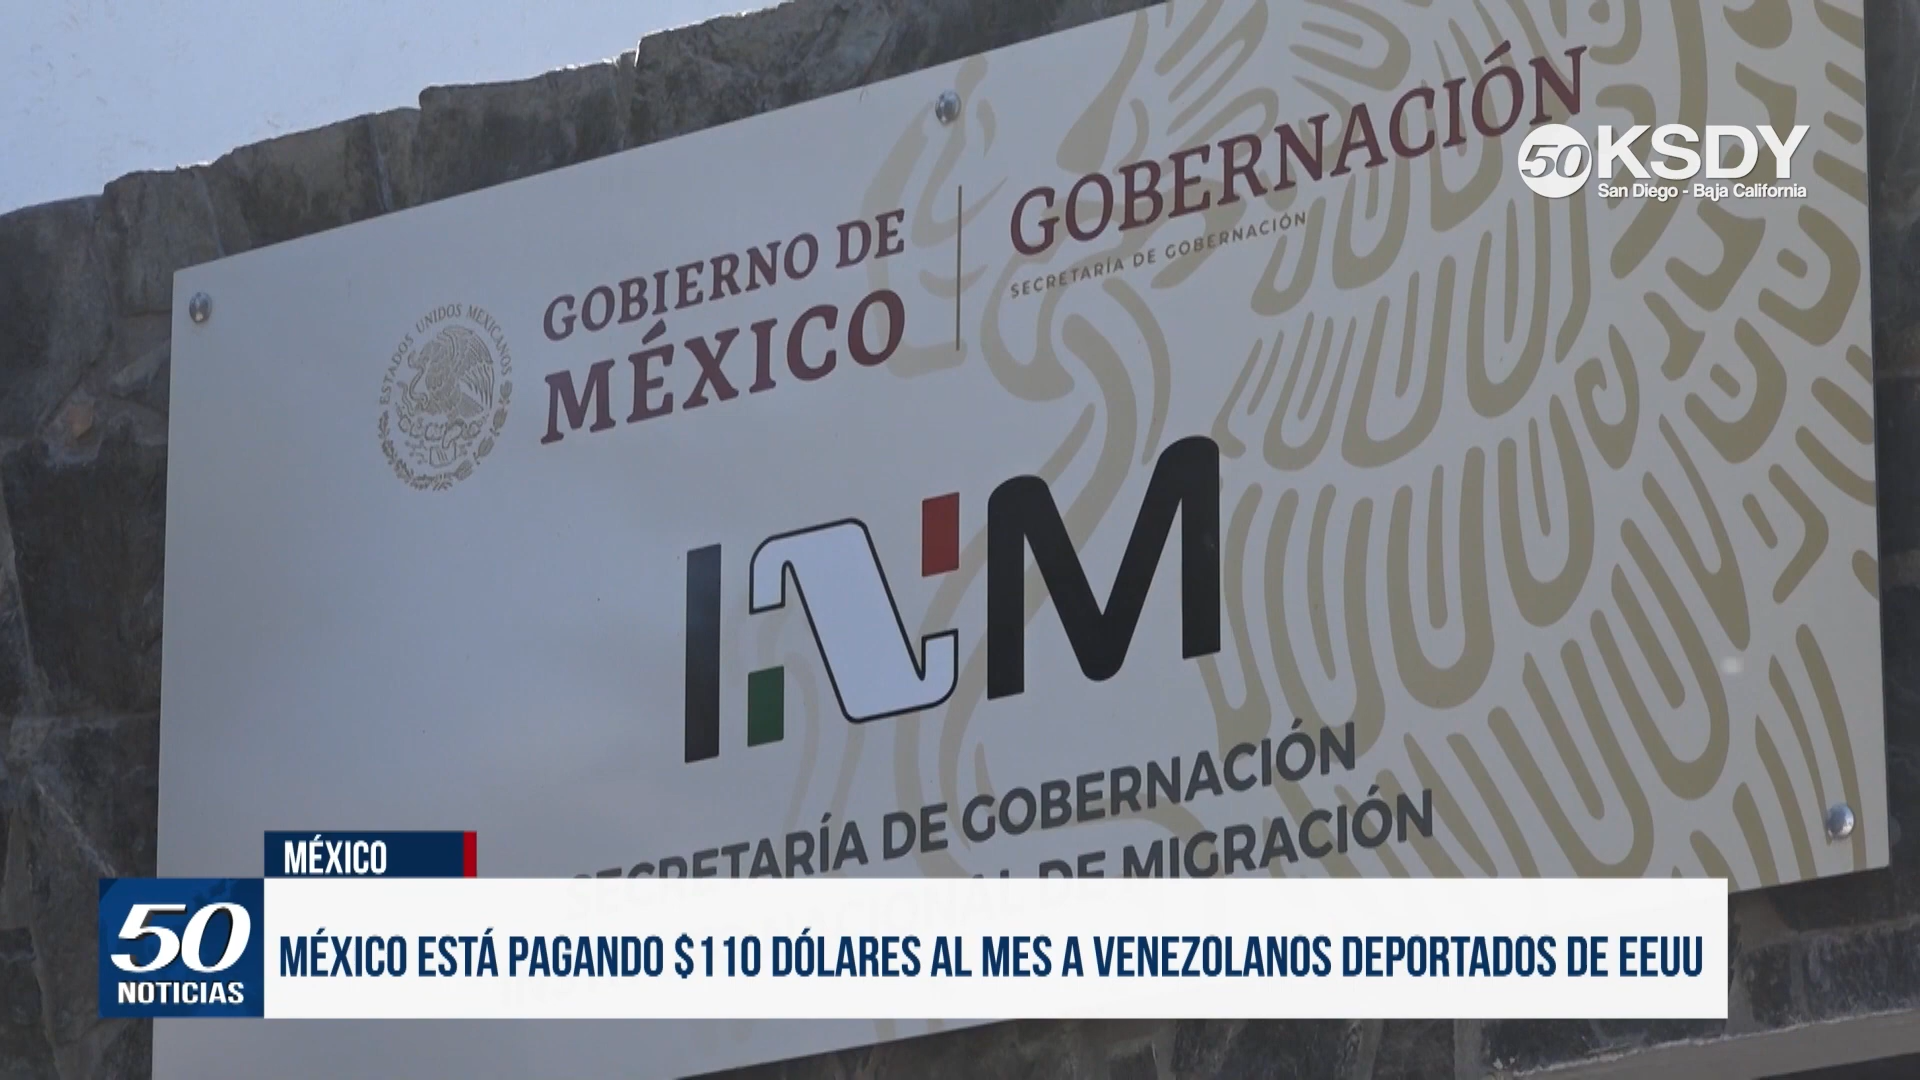 GOBIERNO DE
MÉXICO
GOBERNACIÓN
SECRETARÍA DE GOBERNACIÓN
ESTADOS UNIDOS MEXICANOS
50 KSDY
San Diego - Baja California
INM
SECRETARÍA DE GOBERNACIÓN
NACIONAL DE MIGRACIÓN
MÉXICO
50
NOTICIAS
MÉXICO ESTÁ PAGANDO $110 DÓLARES AL MES A VENEZOLANOS DEPORTADOS DE EEUU